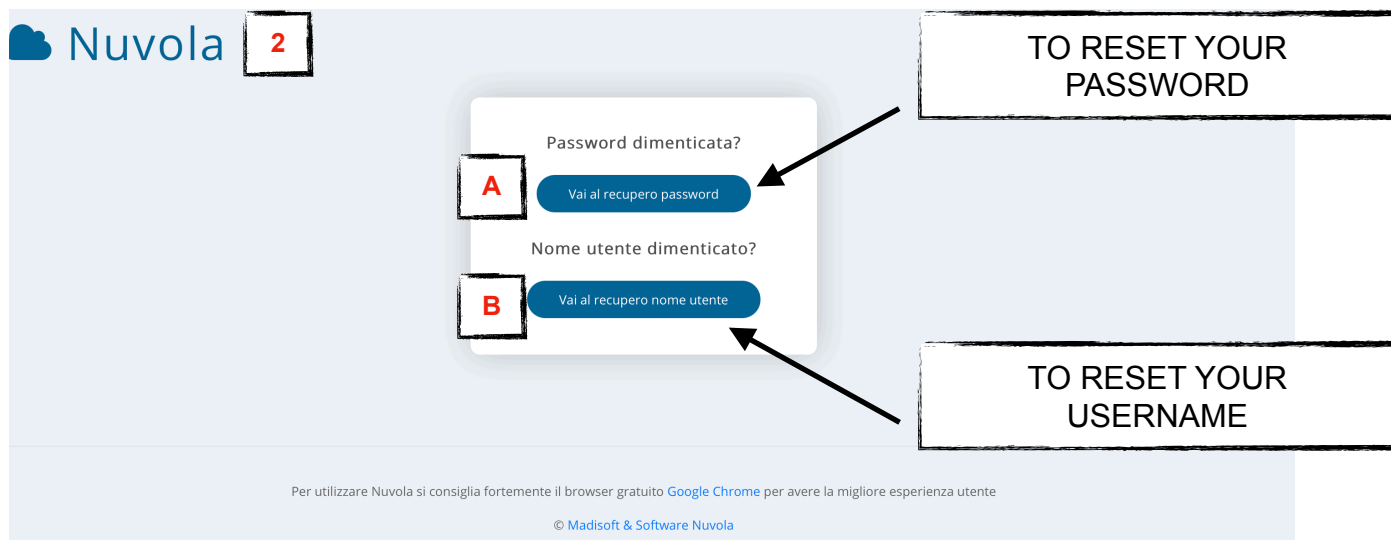 Nuvola
2
TO RESET YOUR
PASSWORD
Password dimenticata?
A
Vai al recupero password
Nome utente dimenticato?
B
Vai al recupero nome utente
TO RESET YOUR
USERNAME
Per utilizzare Nuvola si consiglia fortemente il browser gratuito Google Chrome per avere la migliore esperienza utente
© Madisoft & Software Nuvola